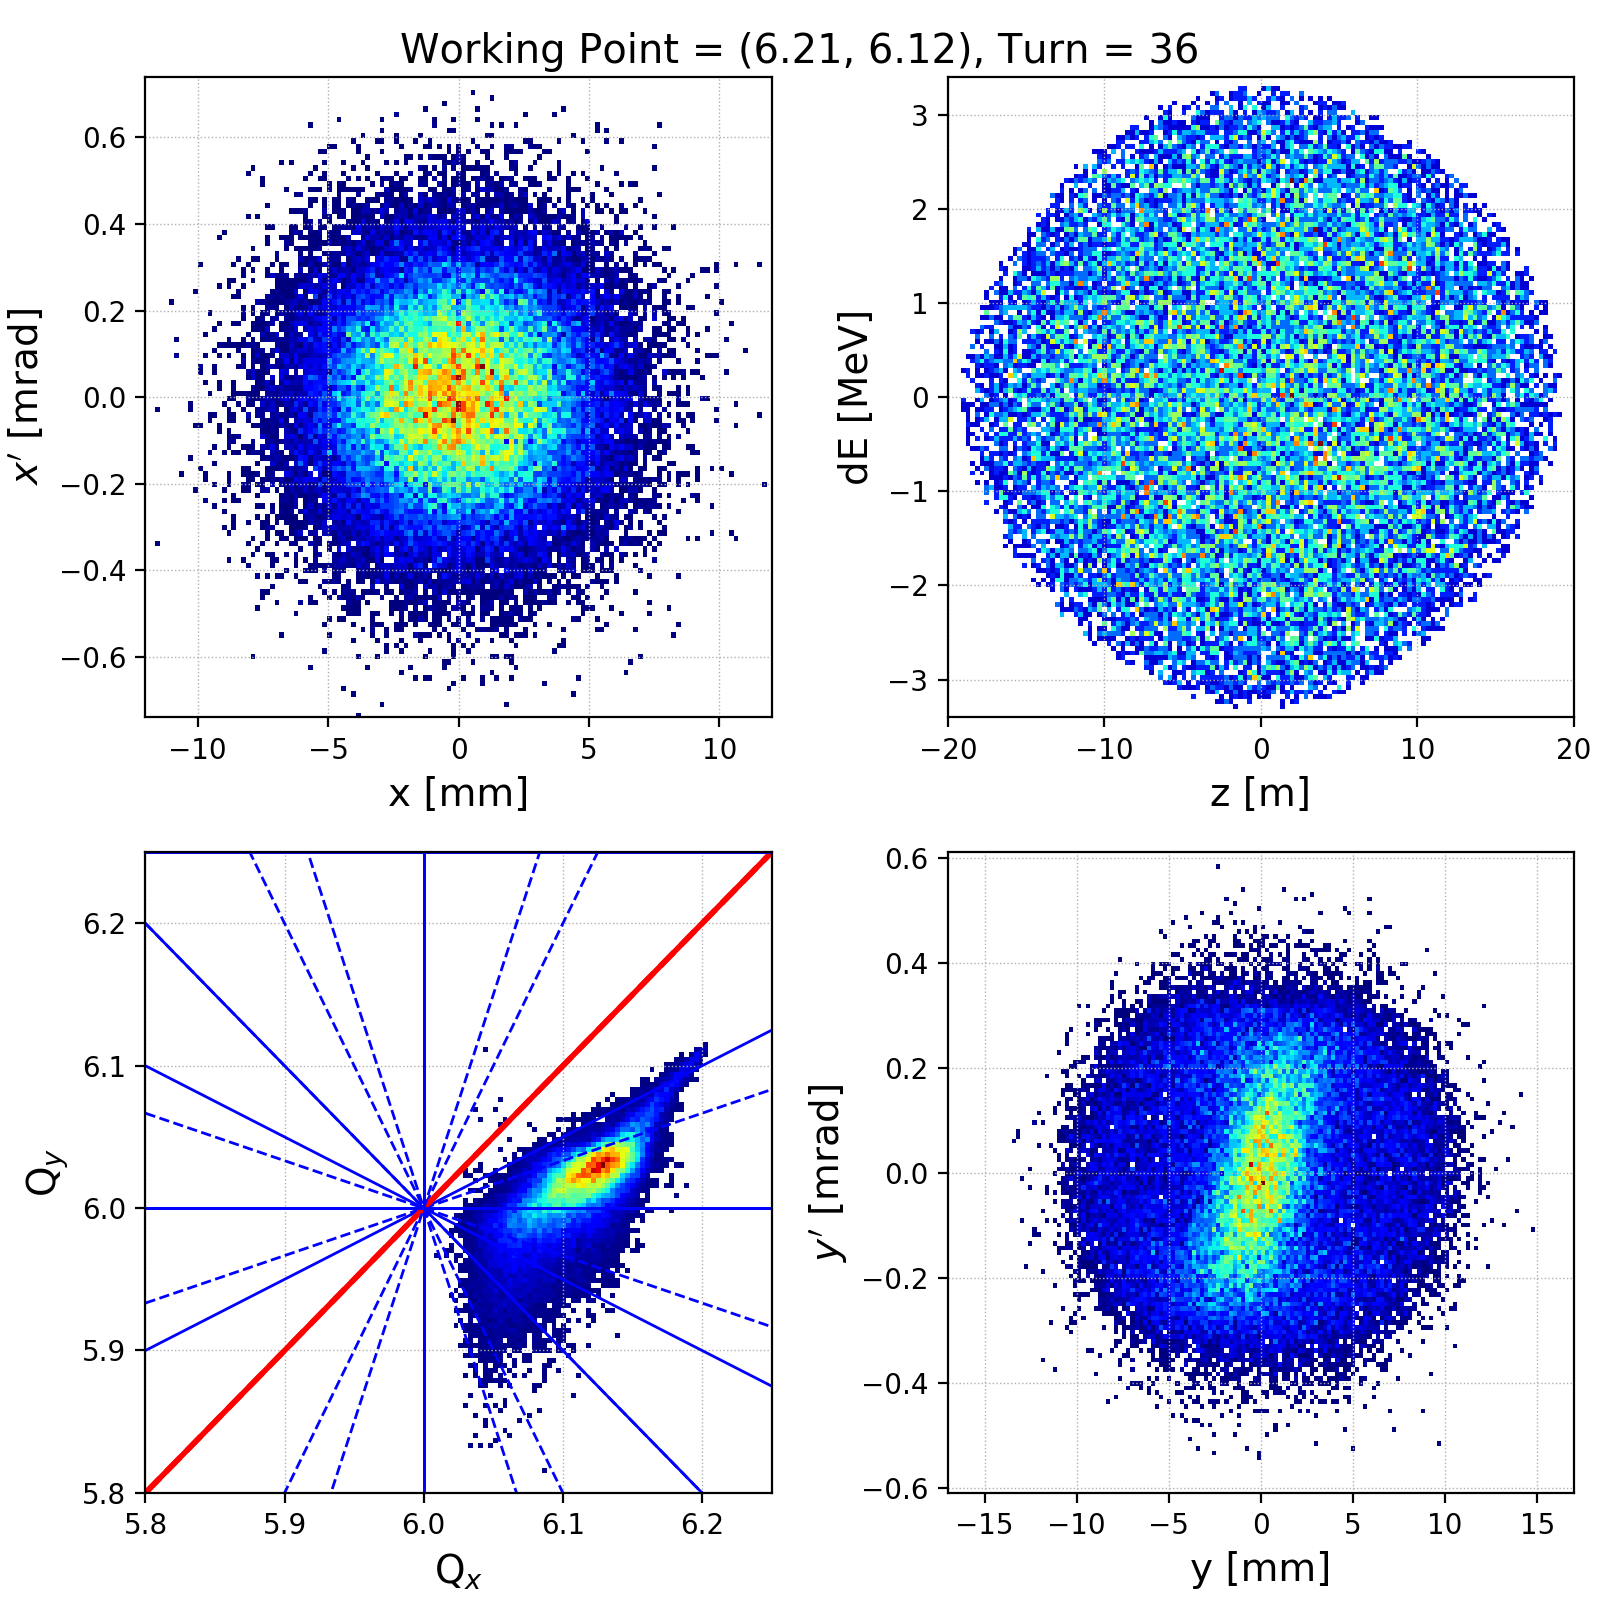 Working Point = (6.21, 6.12), Turn = 36
0.6
0.4
0.2
0.0
−0.2
−0.4
−0.6
x′ [mrad]
−10 −5 0 5 10
x [mm]
3
2
1
0
−1
−2
−3
dE [MeV]
−20 −10 0 10 20
z [m]
6.2
6.1
6.0
5.9
5.8
Qy
5.8 5.9 6.0 6.1 6.2
Qx
0.6
0.4
0.2
0.0
−0.2
−0.4
−0.6
y′ [mrad]
−15 −10 −5 0 5 10 15
y [mm]